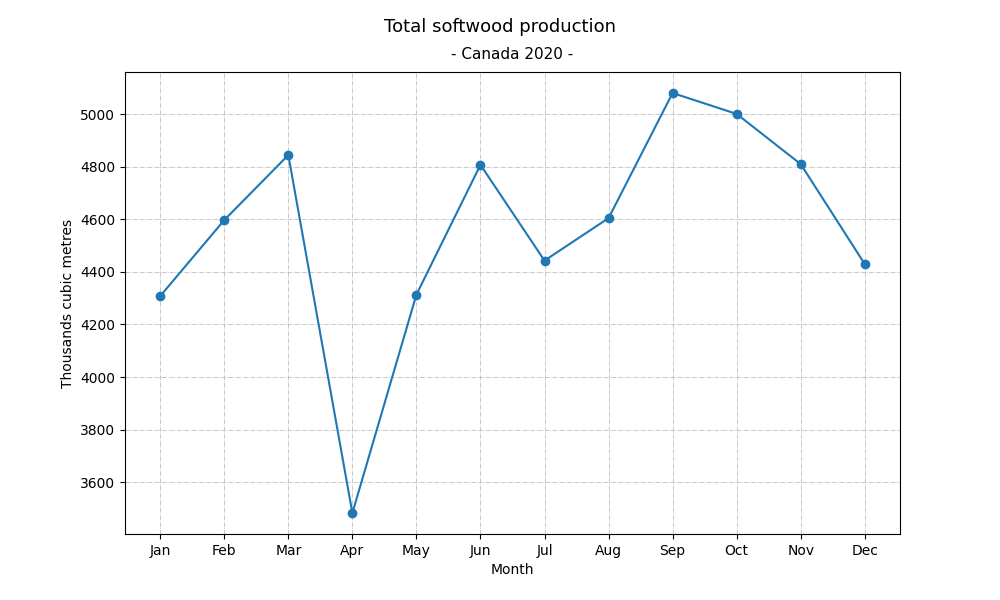 Total softwood production
- Canada 2020 -
Thousands cubic metres
5000
4800
4600
4400
4200
4000
3800
3600
Jan Feb Mar Apr May Jun Jul Aug Sep Oct Nov Dec
Month